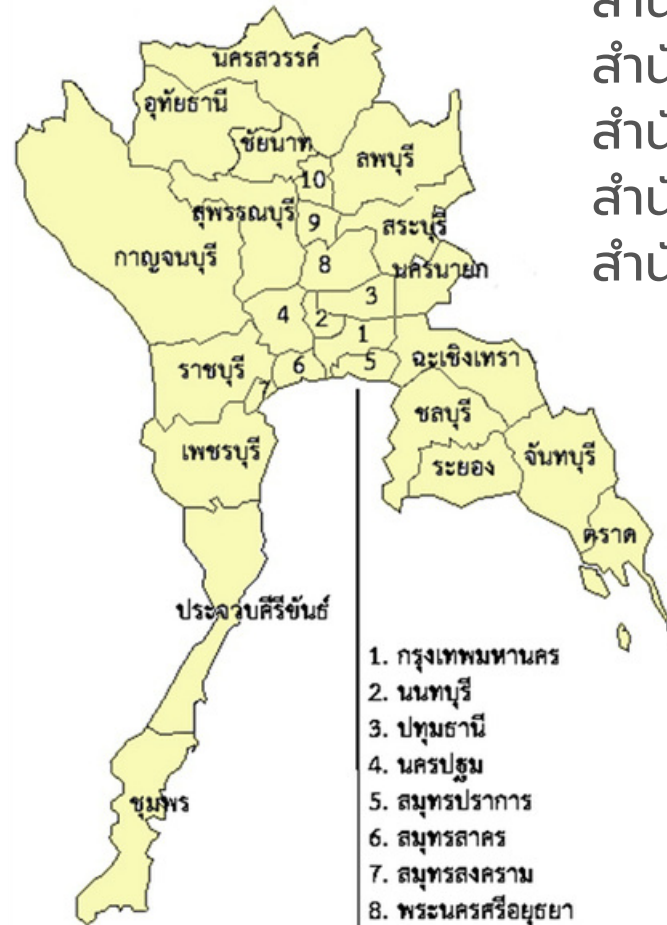 สำนั
สำนั
สำนั
สำนั
สำนั
นครสวรรค์
อุทัยธานี
ชัยนาท
ลพบุรี
10
สุพรรณบุรี
9
สระบุรี
กาญจนบุรี
8
นครนายก
3
4
2
1
ราชบุรี
6
5
ฉะเชิงเทรา
7
ชลบุรี
เพชรบุรี
ระยอง
จันทบุรี
ตราด
ประจวบคีรีขันธ์
1. กรุงเทพมหานคร
2. นนทบุรี
3. ปทุมธานี
4. นครปฐม
5. สมุทรปราการ
ชุมพร
6. สมุทรสาคร
7. สมุทรสงคราม
8. พระนครศรีอยุธยา